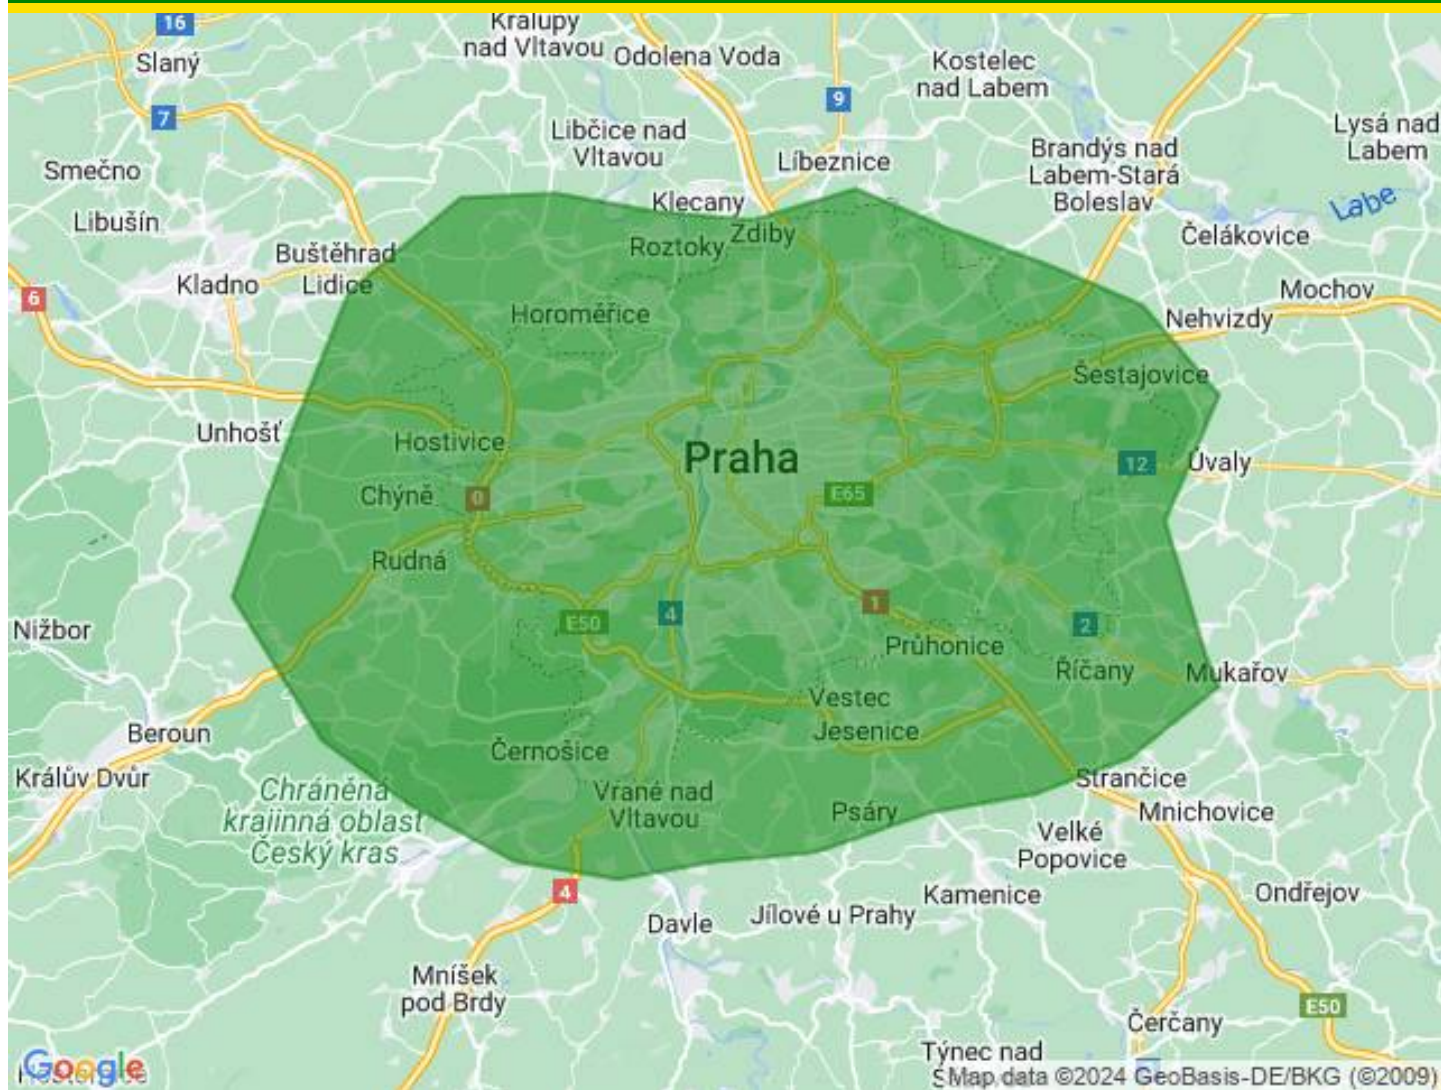 16
Kralupy
nad Vltavou
Odolena Voda
Slaný
Kostelec
nad Labem
9
7
Libčice nad
Vltavou
Líbeznice
Brandýs nad
Labem-Stará
Boleslav
Lysá nad
Labem
Smečno
Labe
Libušín
Klecany
Zdiby
Roztoky
Čelákovice
Buštěhrad
Kladno
Lidice
6
Mochov
Horoměřice
Nehvizdy
Šestajovice
Unhošť
Hostivice
Praha
12
Úvaly
Chýně
0
E65
Rudná
1
4
E50
2
Nižbor
Průhonice
Říčany
Mukařov
Vestec
Jesenice
Beroun
Černošice
Králův Dvůr
Strančice
Chráněná
krajinná oblast
Český kras
Vrané nad
Vltavou
Psáry
Mnichovice
Velké
Popovice
4
Kamenice
Ondřejov
Davle
Jílové u Prahy
Mníšek
pod Brdy
E50
Čerčany
Týnec nad
Google
Map data ©2024 GeoBasis-DE/BKG (©2009)